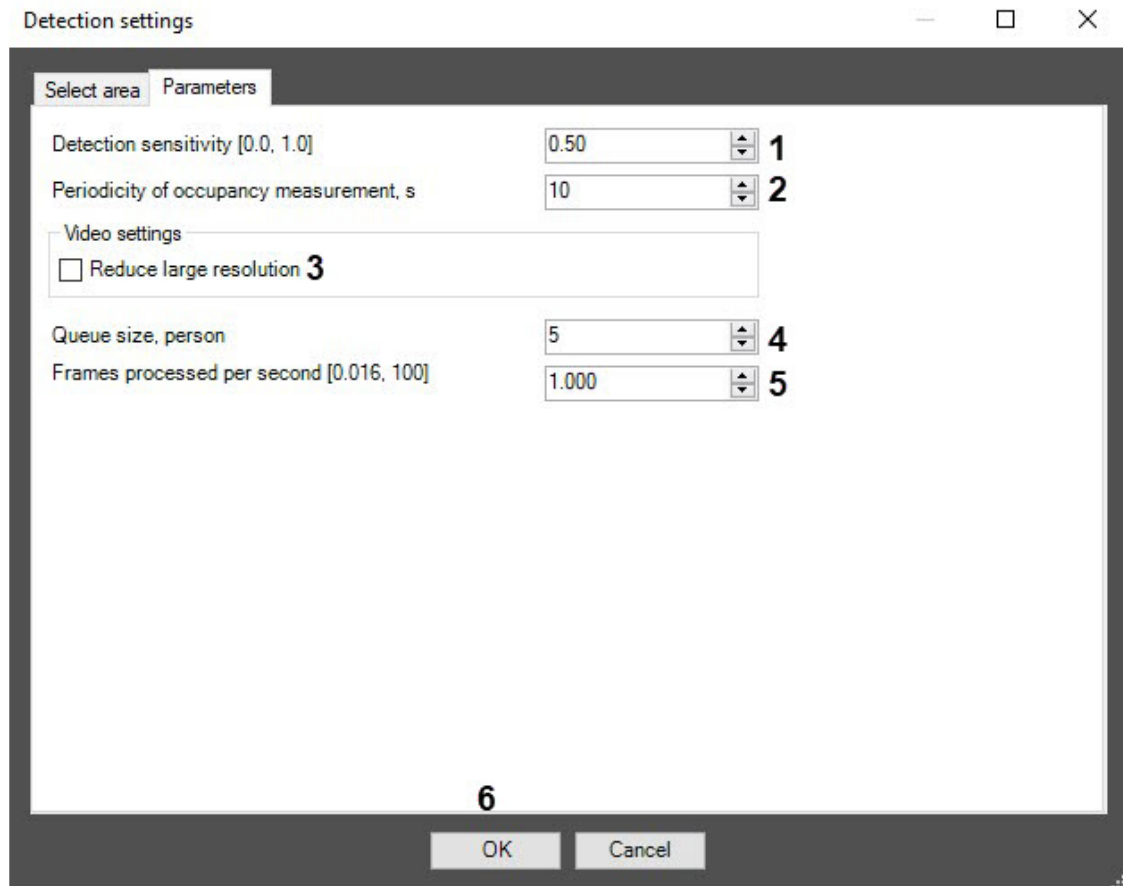 Detection settings
Select area Parameters
Detection sensitivity [0.0, 1.0] 0.50 1
Periodicity of occupancy measurement, s 10 2
Video settings
Reduce large resolution 3
Queue size, person 5 4
Frames processed per second [0.016, 100] 1.000 5
6
OK Cancel